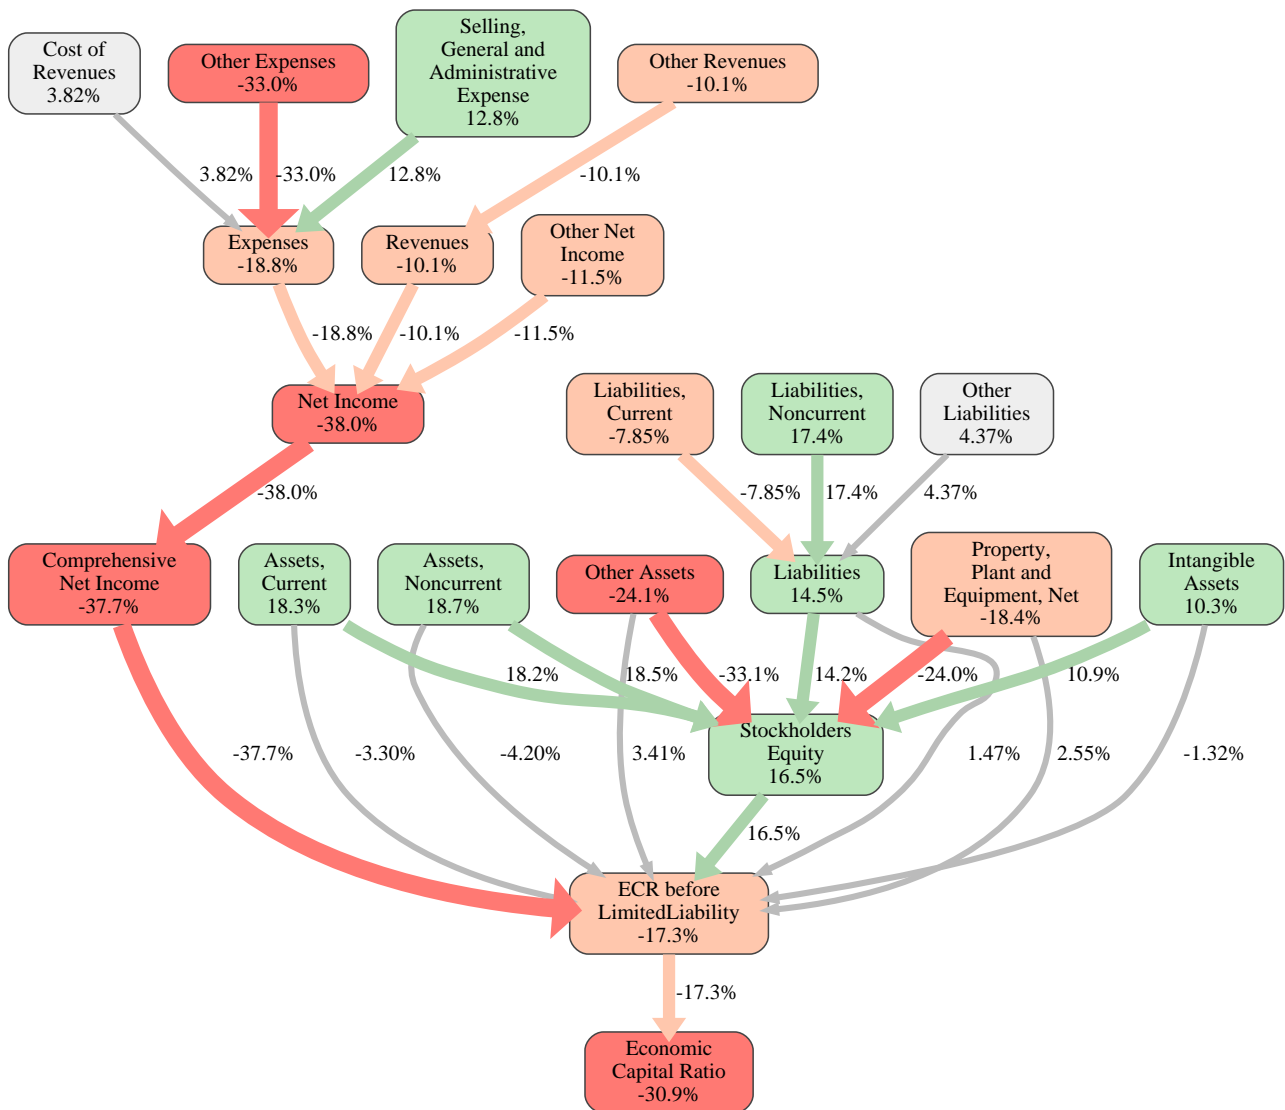 Cost of
Revenues
3.82%
Other Expenses
-33.0%
Selling,
General and
Administrative
Expense
12.8%
Other Revenues
-10.1%
3.82%
-33.0%
12.8%
-10.1%
Expenses
-18.8%
Revenues
-10.1%
Other Net
Income
-11.5%
-18.8%
-10.1%
-11.5%
Net Income
-38.0%
Liabilities,
Current
-7.85%
Liabilities,
Noncurrent
17.4%
Other
Liabilities
4.37%
-38.0%
-7.85%
17.4%
4.37%
Comprehensive
Net Income
-37.7%
Assets,
Current
18.3%
Assets,
Noncurrent
18.7%
Other Assets
-24.1%
Liabilities
14.5%
Property,
Plant and
Equipment, Net
-18.4%
Intangible
Assets
10.3%
18.2%
18.5%
-33.1%
14.2%
-24.0%
10.9%
Stockholders
Equity
16.5%
-37.7%
-3.30%
-4.20%
3.41%
1.47%
2.55%
-1.32%
16.5%
ECR before
LimitedLiability
-17.3%
-17.3%
Economic
Capital Ratio
-30.9%